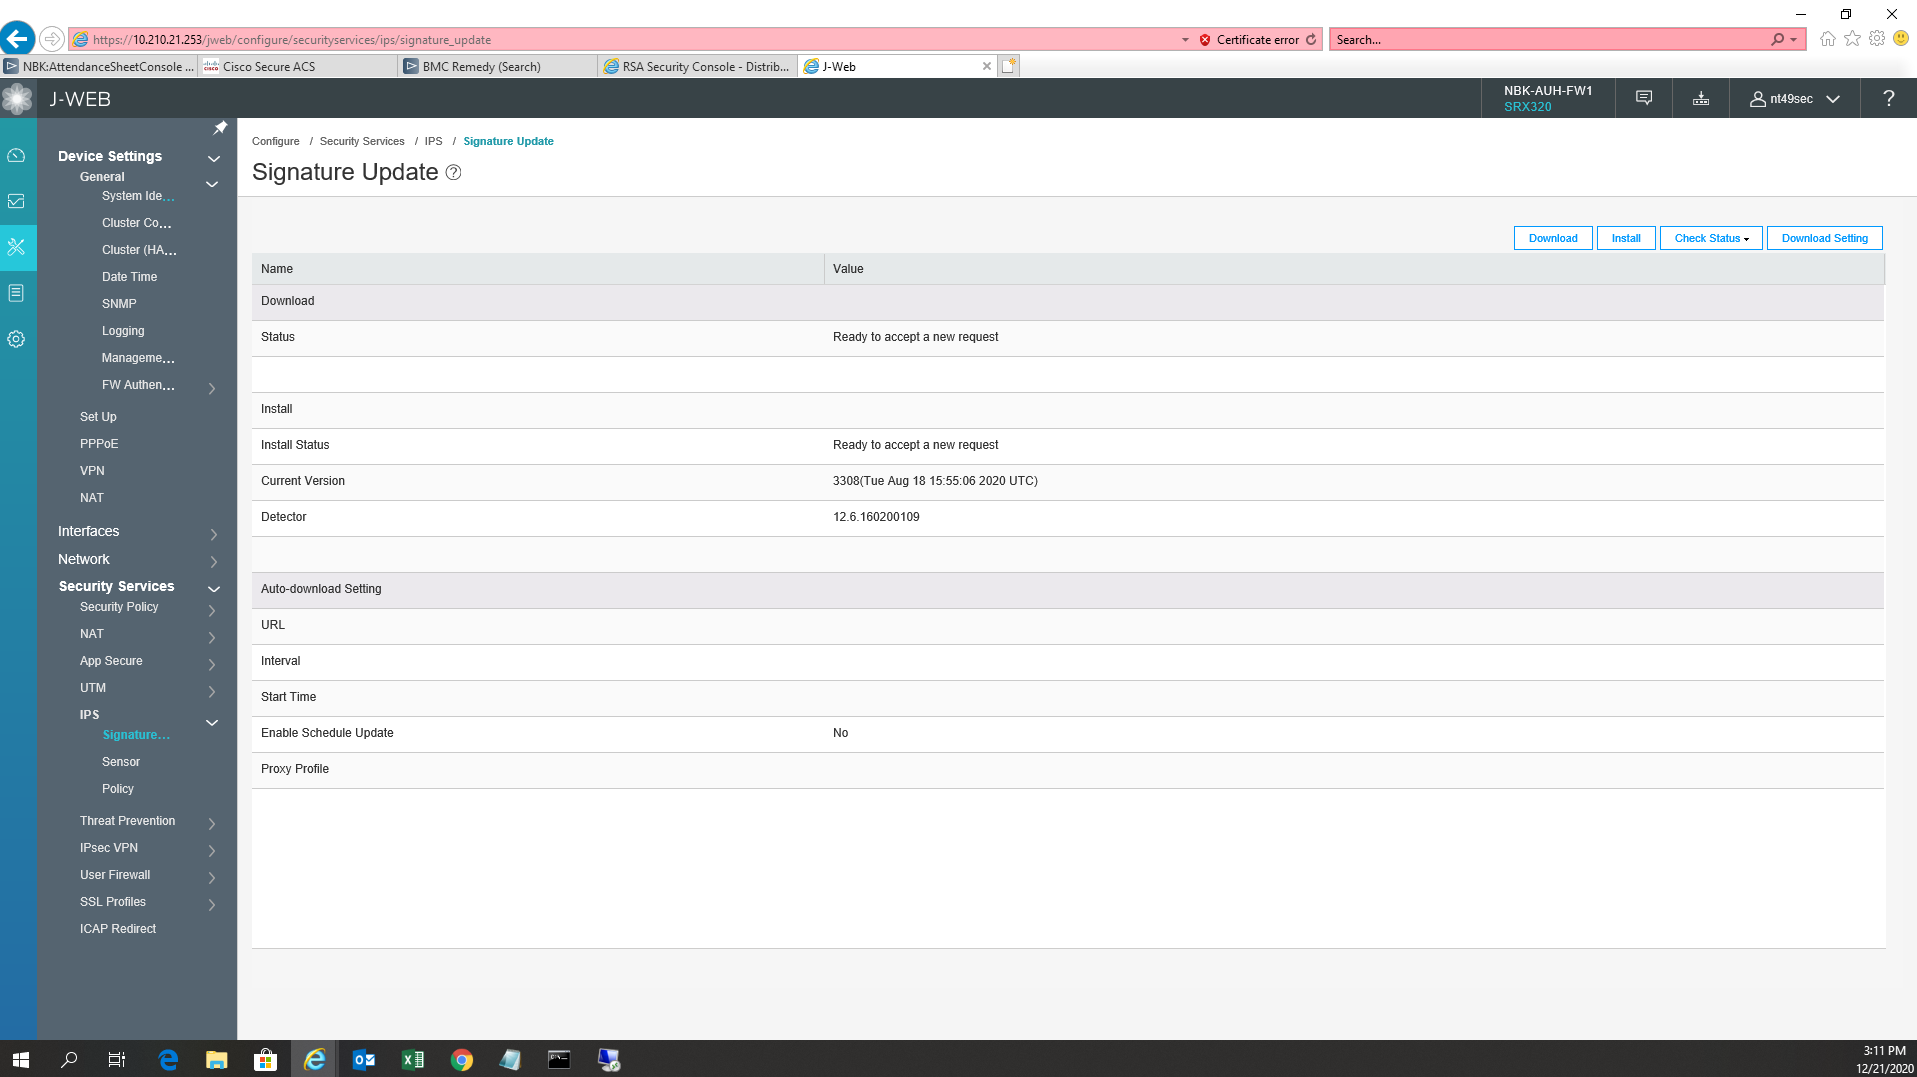 https://10.210.21.253/jweb/configure/securityservices/ips/signature_update
Certificate error
Search...
NBK:AttendanceSheetConsole ...
Cisco Secure ACS
BMC Remedy (Search)
RSA Security Console - Distrib...
J-Web
J-WEB
NBK-AUH-FW1
SRX320
nt49sec
?
Device Settings
General
System Ide...
Cluster Co...
Cluster (HA...
Date Time
SNMP
Logging
Manageme...
FW Authen...
Set Up
PPPoE
VPN
NAT
Interfaces
Network
Security Services
Security Policy
NAT
App Secure
UTM
IPS
Signature...
Sensor
Policy
Threat Prevention
IPsec VPN
User Firewall
SSL Profiles
ICAP Redirect
Configure / Security Services / IPS / Signature Update
Signature Update ?
Download Install Check Status Download Setting
Name Value
Download
Status Ready to accept a new request
Install
Install Status Ready to accept a new request
Current Version 3308(Tue Aug 18 15:55:06 2020 UTC)
Detector 12.6.160200109
Auto-download Setting
URL
Interval
Start Time
Enable Schedule Update No
Proxy Profile
3:11 PM
12/21/2020